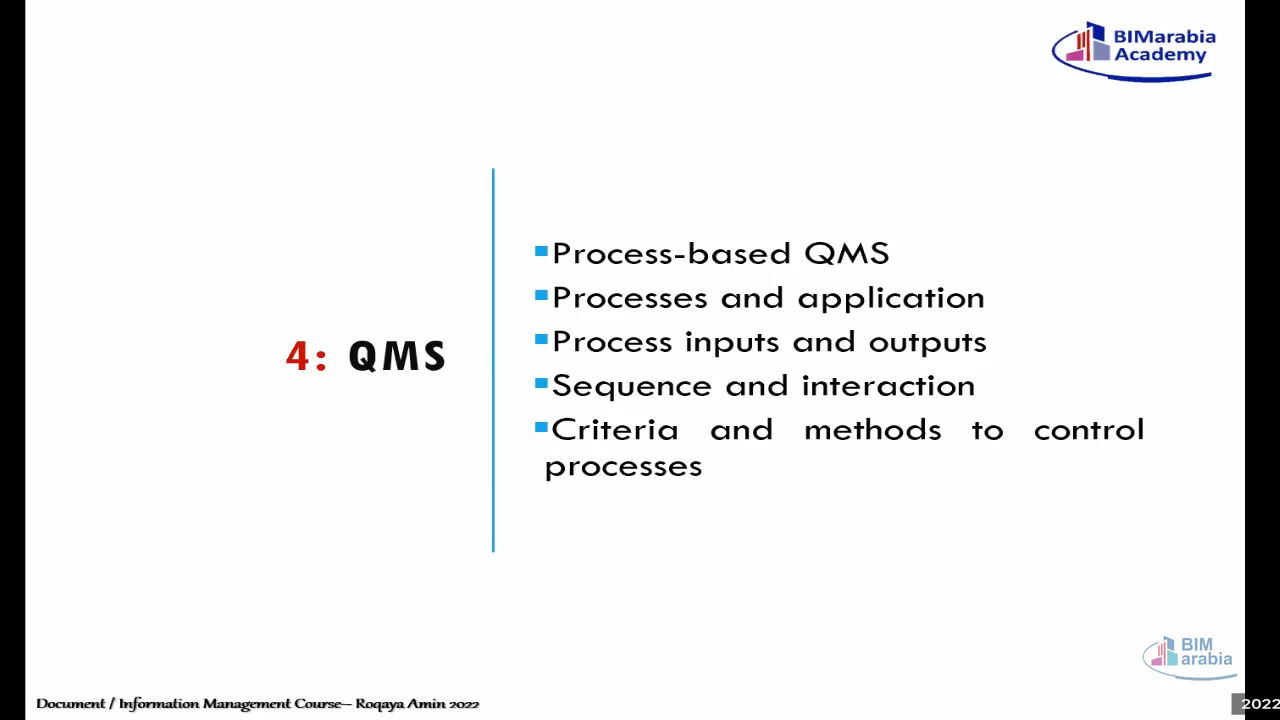 BIMarabia
Academy
4: QMS
Process-based QMS
Processes and application
Process inputs and outputs
Sequence and interaction
Criteria and methods to control
processes
BIM
arabia
Document / Information Management Course-- Roqaya Amin 2022
2022